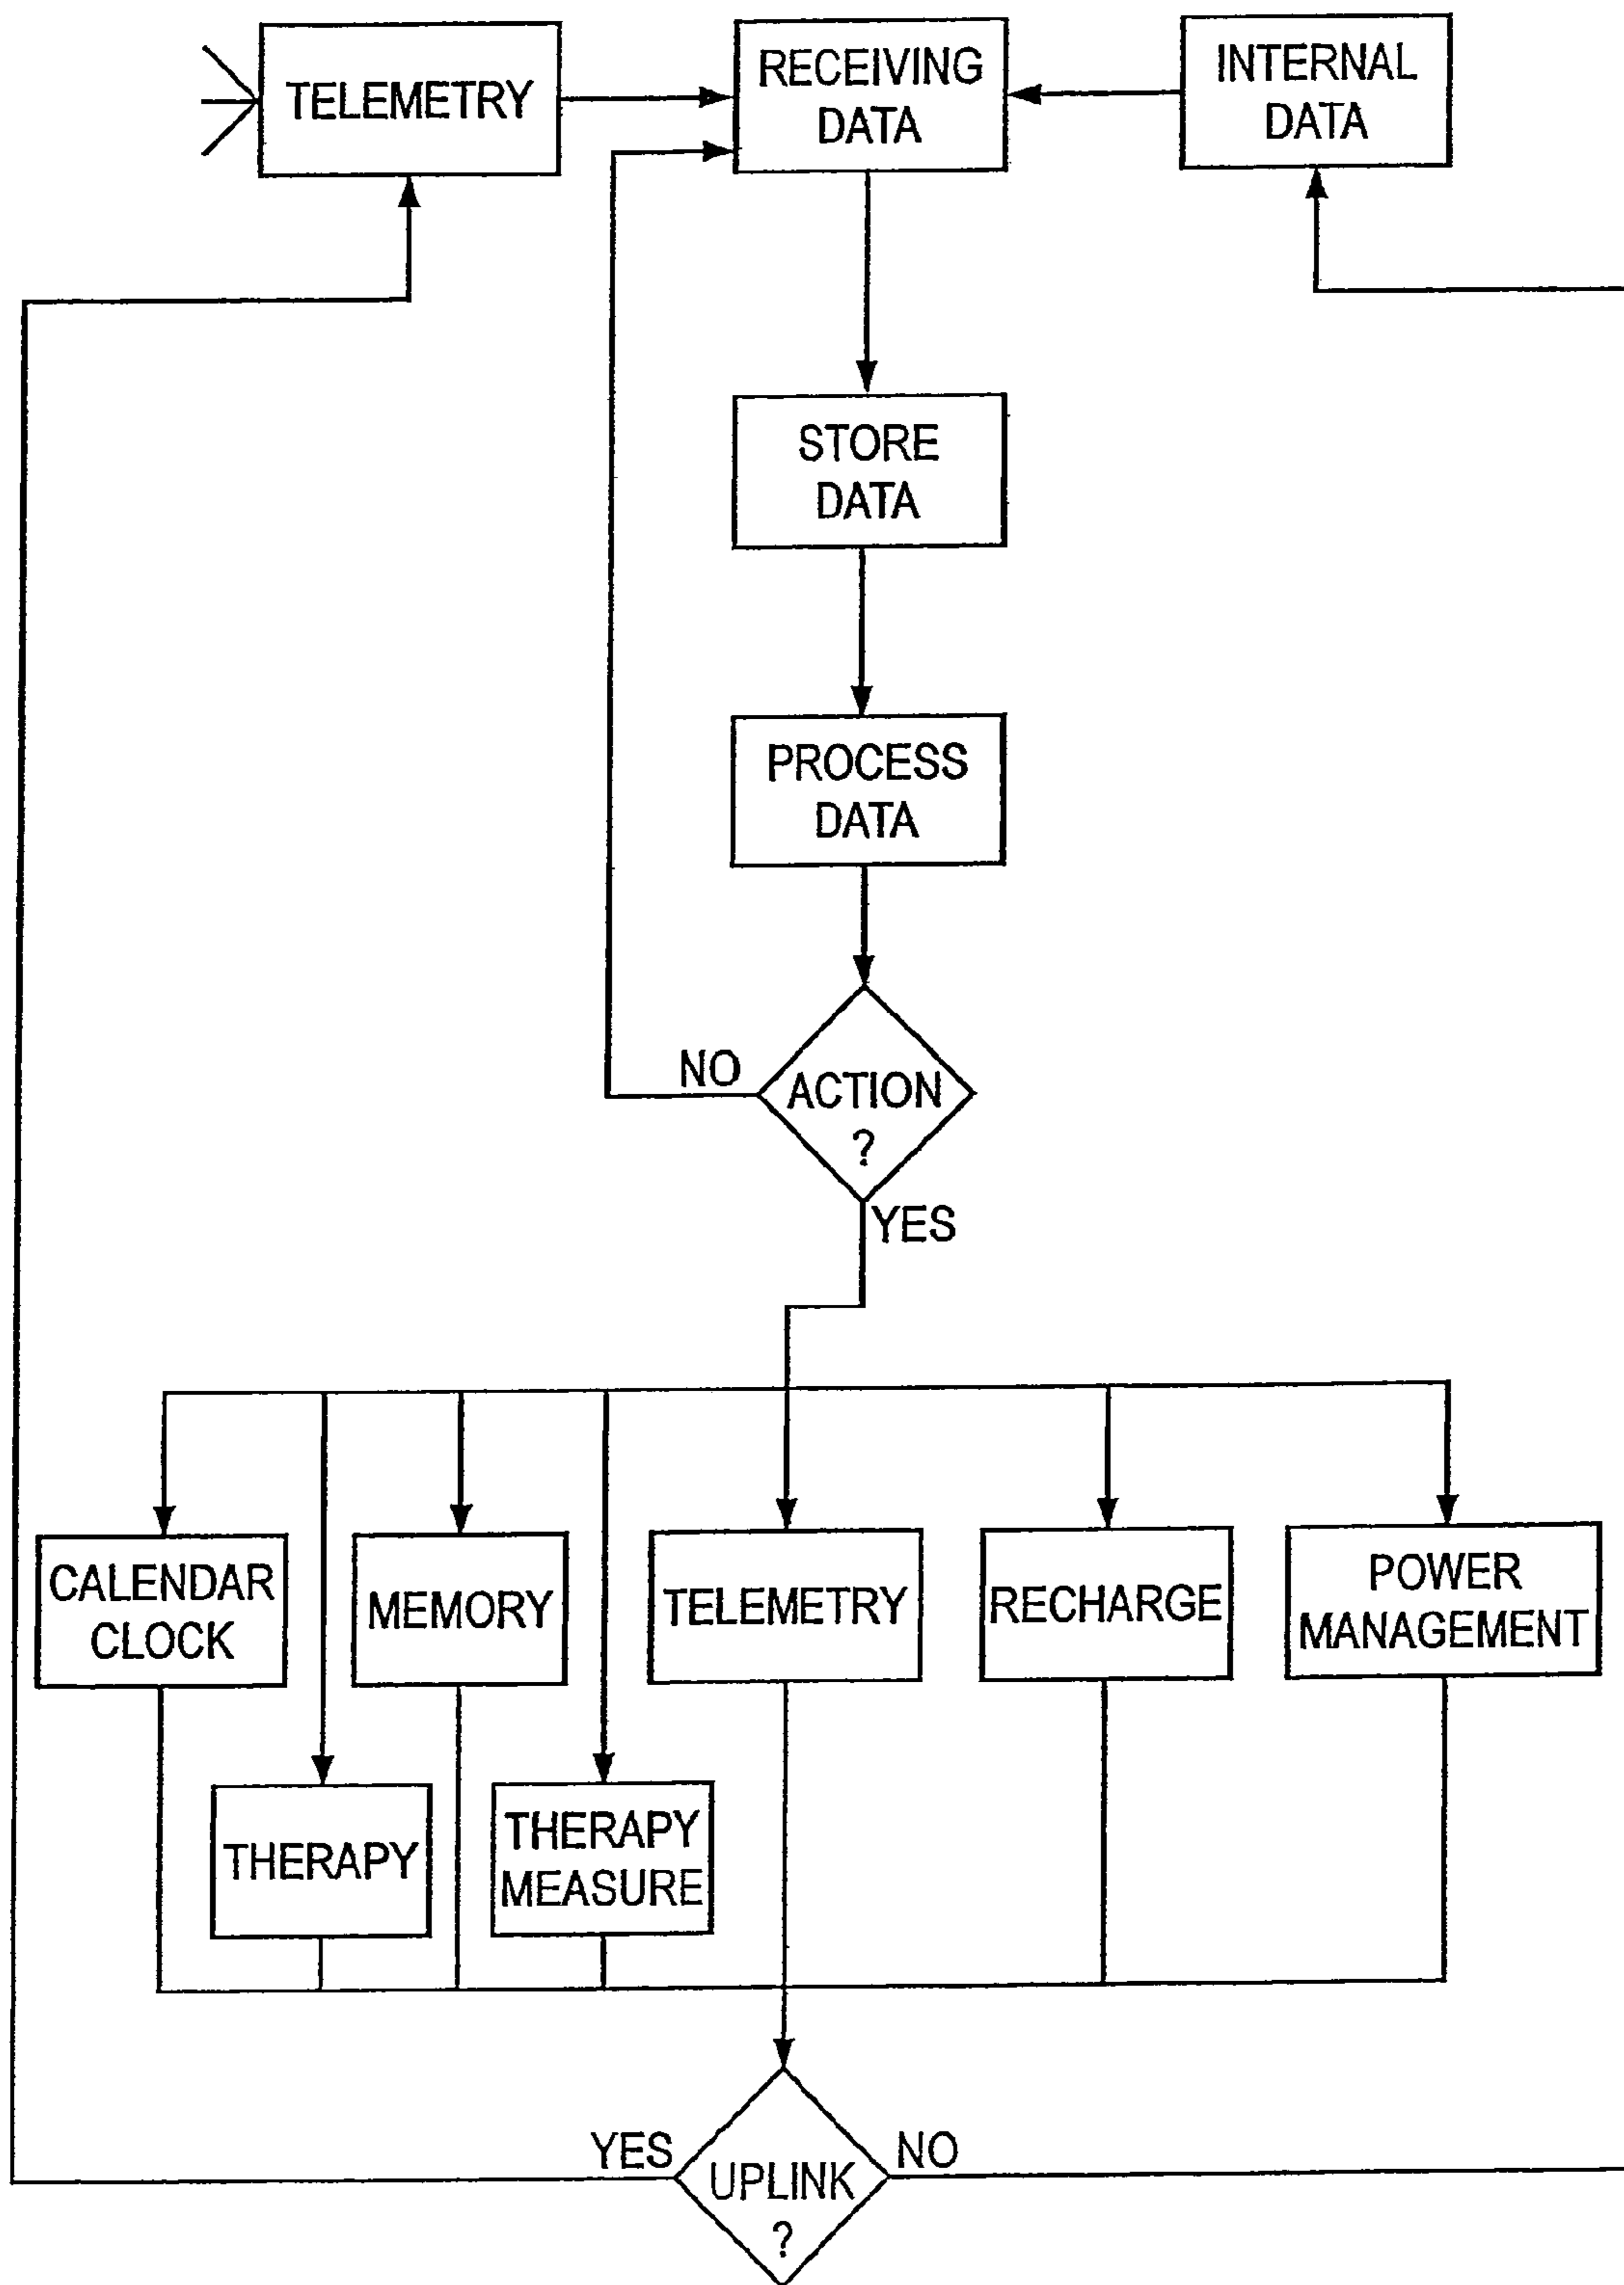 TELEMETRY
RECEIVING
DATA
INTERNAL
DATA
STORE
DATA
PROCESS
DATA
NO
ACTION
?
YES
CALENDAR
CLOCK
MEMORY
TELEMETRY
RECHARGE
POWER
MANAGEMENT
THERAPY
THERAPY
MEASURE
YES
NO
UPLINK
?